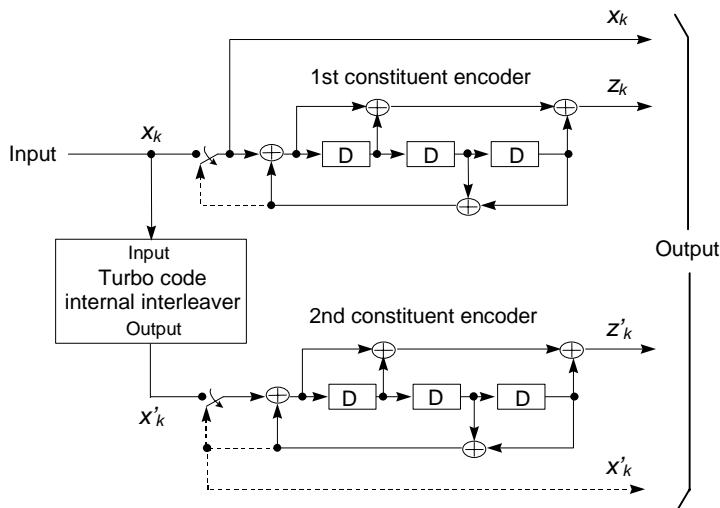 x_k
1st constituent encoder
z_k
x_k
Input
D
D
D
Output
Input
Turbo code
internal interleaver
Output
2nd constituent encoder
z'_k
D
D
D
x'_k
x'_k